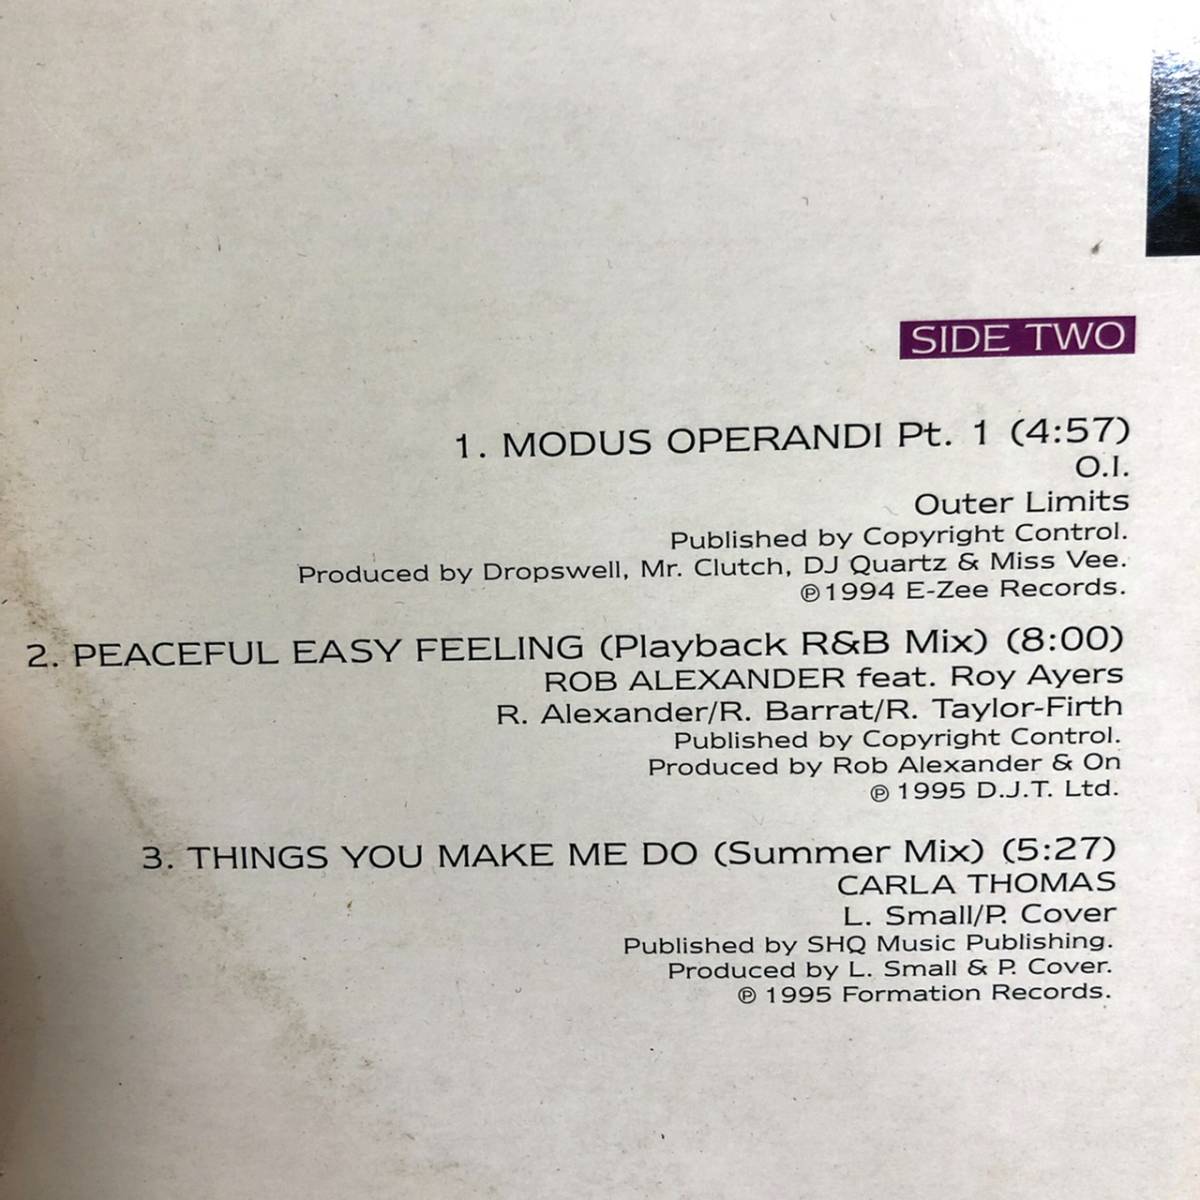 SIDE TWO
1. MODUS OPERANDI Pt. 1 (4:57)
O.I.
Outer Limits
Published by Copyright Control.
Produced by Dropswell, Mr. Clutch, DJ Quartz & Miss Vee.
℗1994 E-Zee Records.
2. PEACEFUL EASY FEELING (Playback R&B Mix) (8:00)
ROB ALEXANDER feat. Roy Ayers
R. Alexander/R. Barrat/R. Taylor-Firth
Published by Copyright Control.
Produced by Rob Alexander & On
℗ 1995 D.J.T. Ltd.
3. THINGS YOU MAKE ME DO (Summer Mix) (5:27)
CARLA THOMAS
L. Small/P. Cover
Published by SHQ Music Publishing.
Produced by L. Small & P. Cover.
℗ 1995 Formation Records.